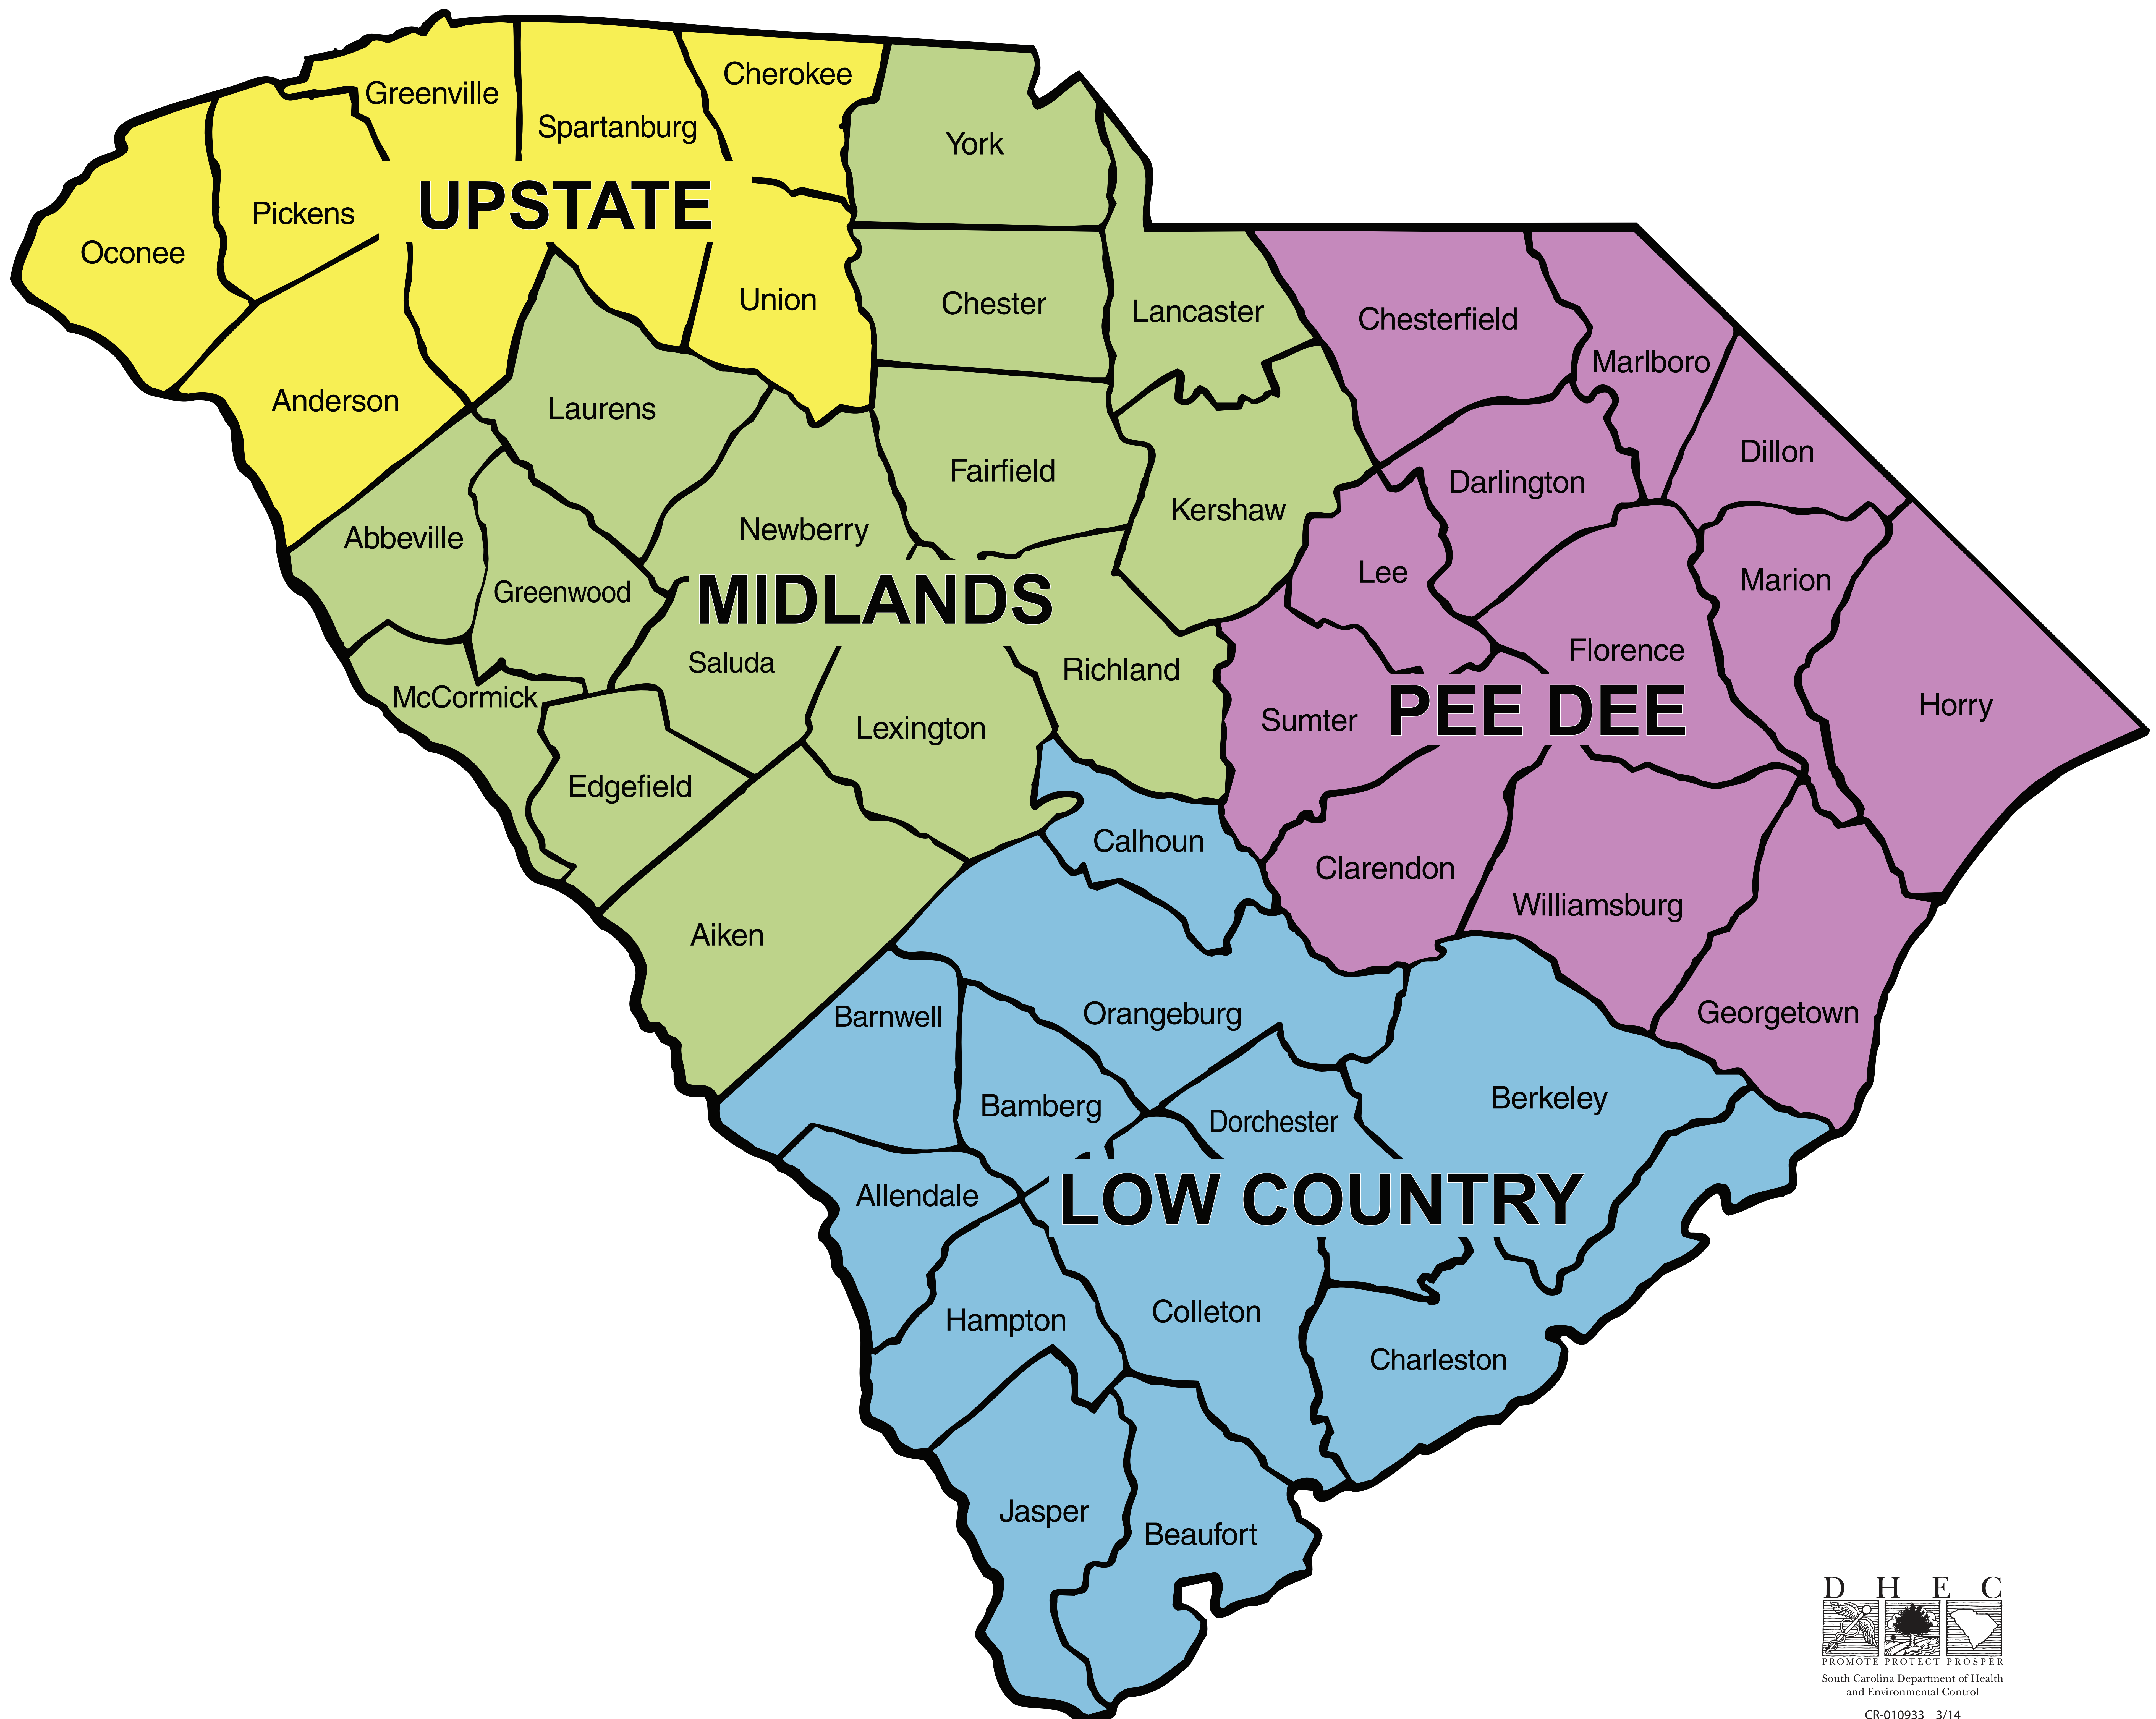 Cherokee
Greenville
Spartanburg
York
UPSTATE
Pickens
Oconee
Union
Chester
Lancaster
Chesterfield
Marlboro
Anderson
Laurens
Dillon
Fairfield
Darlington
Kershaw
Newberry
Abbeville
Lee
Marion
Greenwood
MIDLANDS
Florence
Saluda
Richland
McCormick
PEE DEE
Horry
Sumter
Lexington
Edgefield
Calhoun
Clarendon
Williamsburg
Aiken
Barnwell
Orangeburg
Georgetown
Berkeley
Bamberg
Dorchester
Allendale
LOW COUNTRY
Colleton
Hampton
Charleston
Jasper
Beaufort
D H E C
PROMOTE PROTECT PROSPER
South Carolina Department of Health
and Environmental Control
CR-010933 3/14